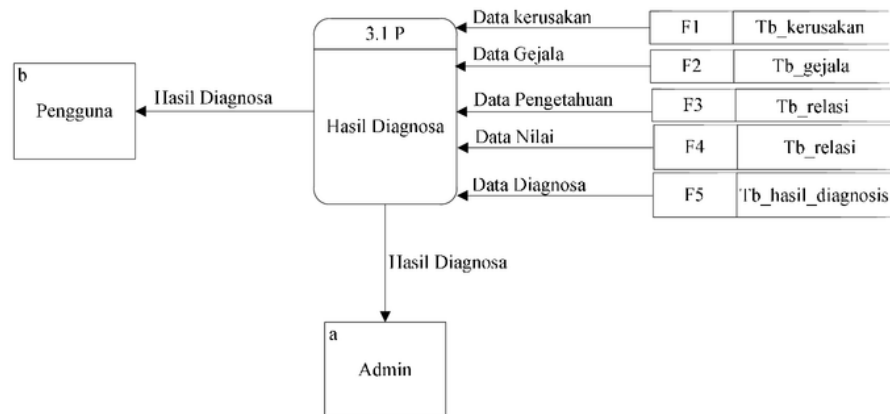 3.1 P
Hasil Diagnosa
b
Pengguna
Hasil Diagnosa
Data kerusakan
F1 Tb_kerusakan
Data Gejala
F2 Tb_gejala
Data Pengetahuan
F3 Tb_relasi
Data Nilai
F4 Tb_relasi
Data Diagnosa
F5 Tb_hasil_diagnosis
Hasil Diagnosa
a
Admin